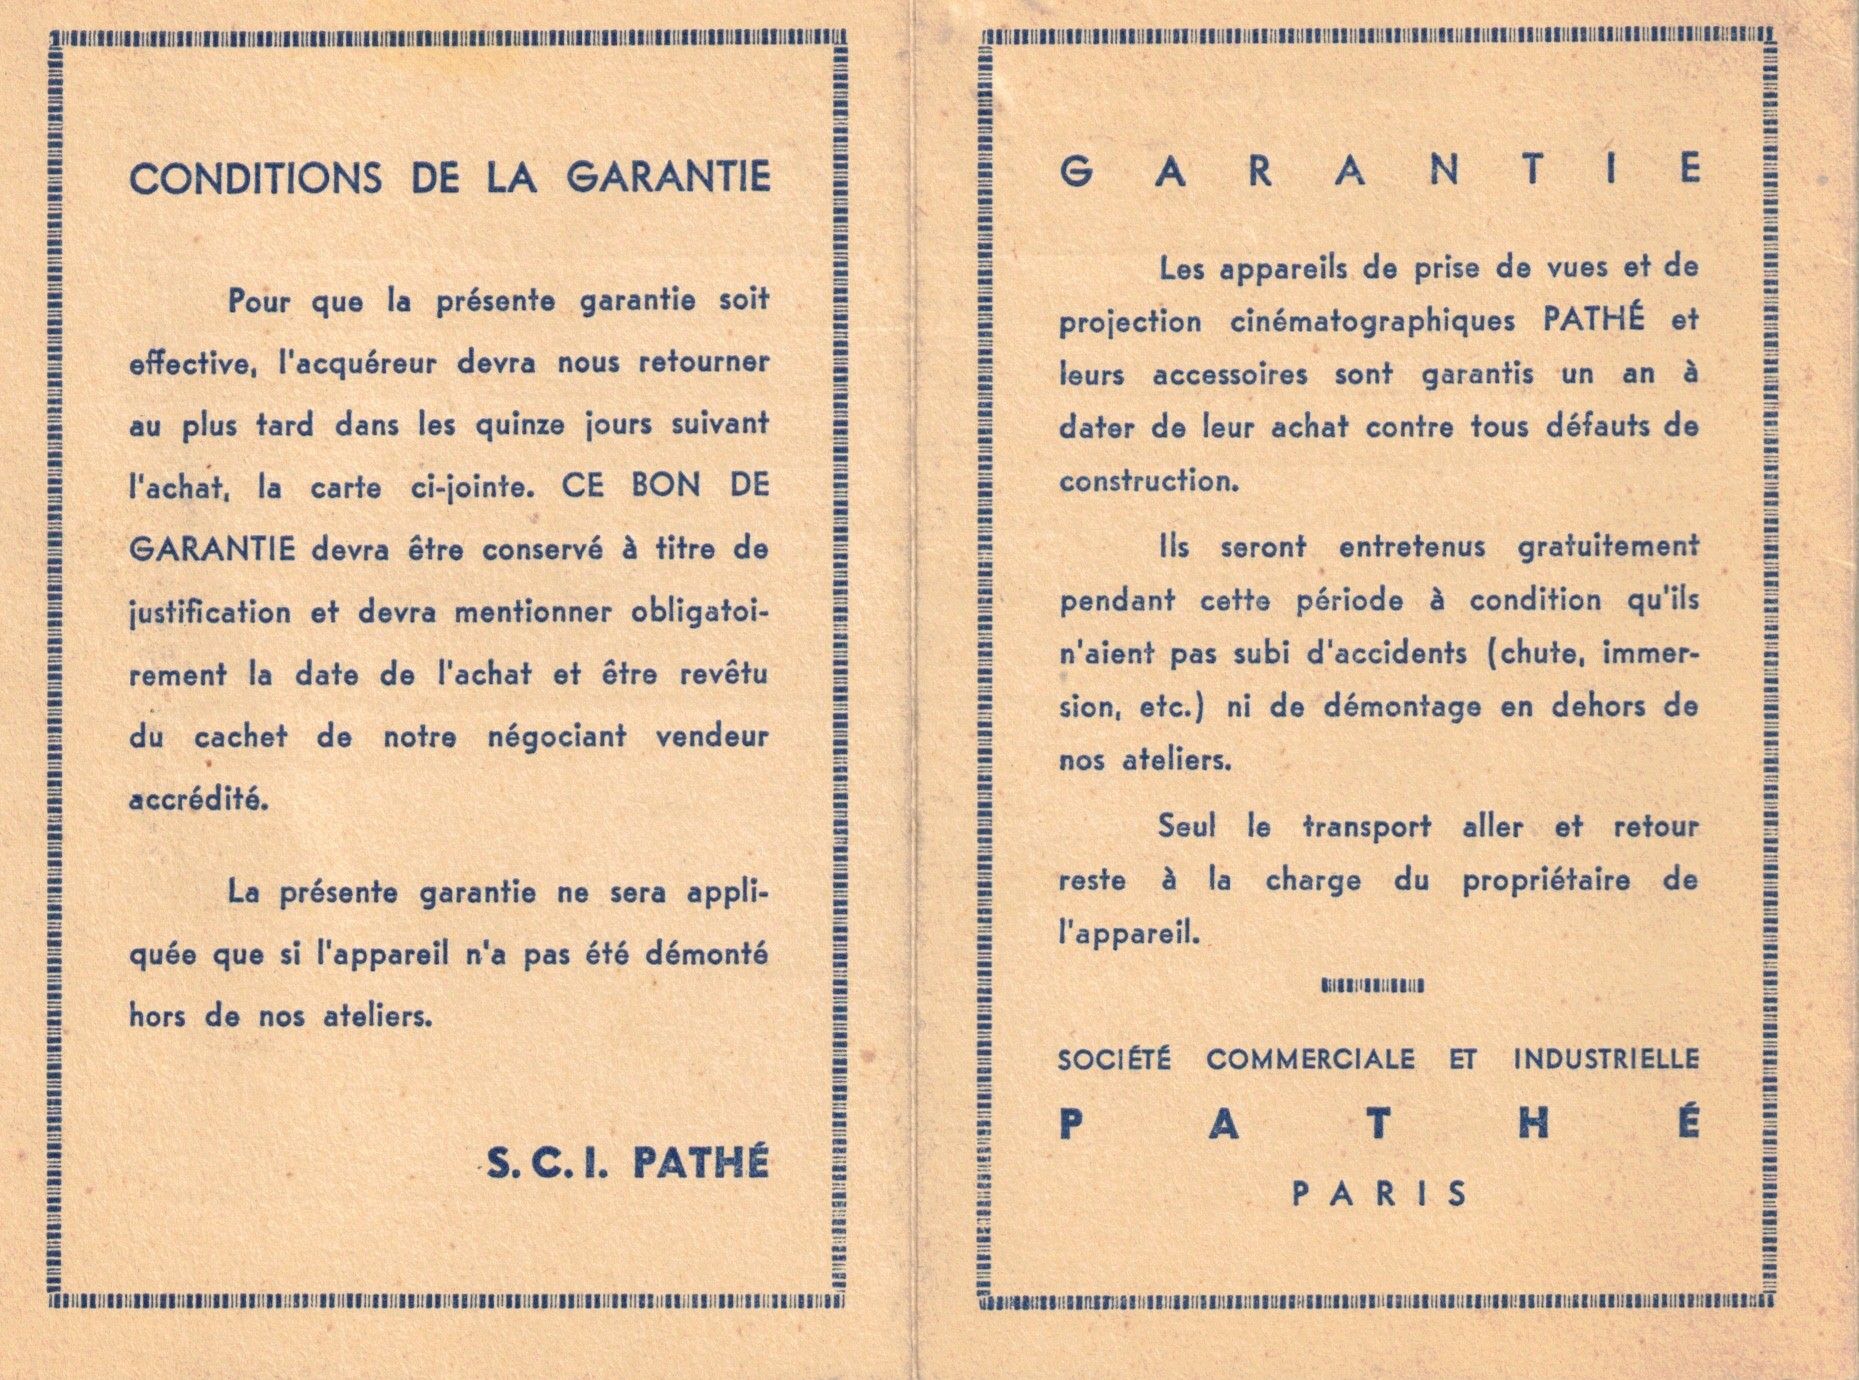 CONDITIONS DE LA GARANTIE
Pour que la présente garantie soit
effective, l'acquéreur devra nous retourner
au plus tard dans les quinze jours suivant
l'achat, la carte ci-jointe. CE BON DE
GARANTIE devra être conservé à titre de
justification et devra mentionner obligatoi-
rement la date de l'achat et être revêtu
du cachet de notre négociant vendeur
accrédité.
La présente garantie ne sera appli-
quée que si l'appareil n'a pas été démonté
hors de nos ateliers.
S. C. I. PATHÉ
GARANTIE
Les appareils de prise de vues et de
projection cinématographiques PATHÉ et
leurs accessoires sont garantis un an à
dater de leur achat contre tous défauts de
construction.
Ils seront entretenus gratuitement
pendant cette période à condition qu'ils
n'aient pas subi d'accidents (chute, immer-
sion, etc.) ni de démontage en dehors de
nos ateliers.
Seul le transport aller et retour
reste à la charge du propriétaire de
l'appareil.
SOCIÉTÉ COMMERCIALE ET INDUSTRIELLE
PATHÉ
PARIS